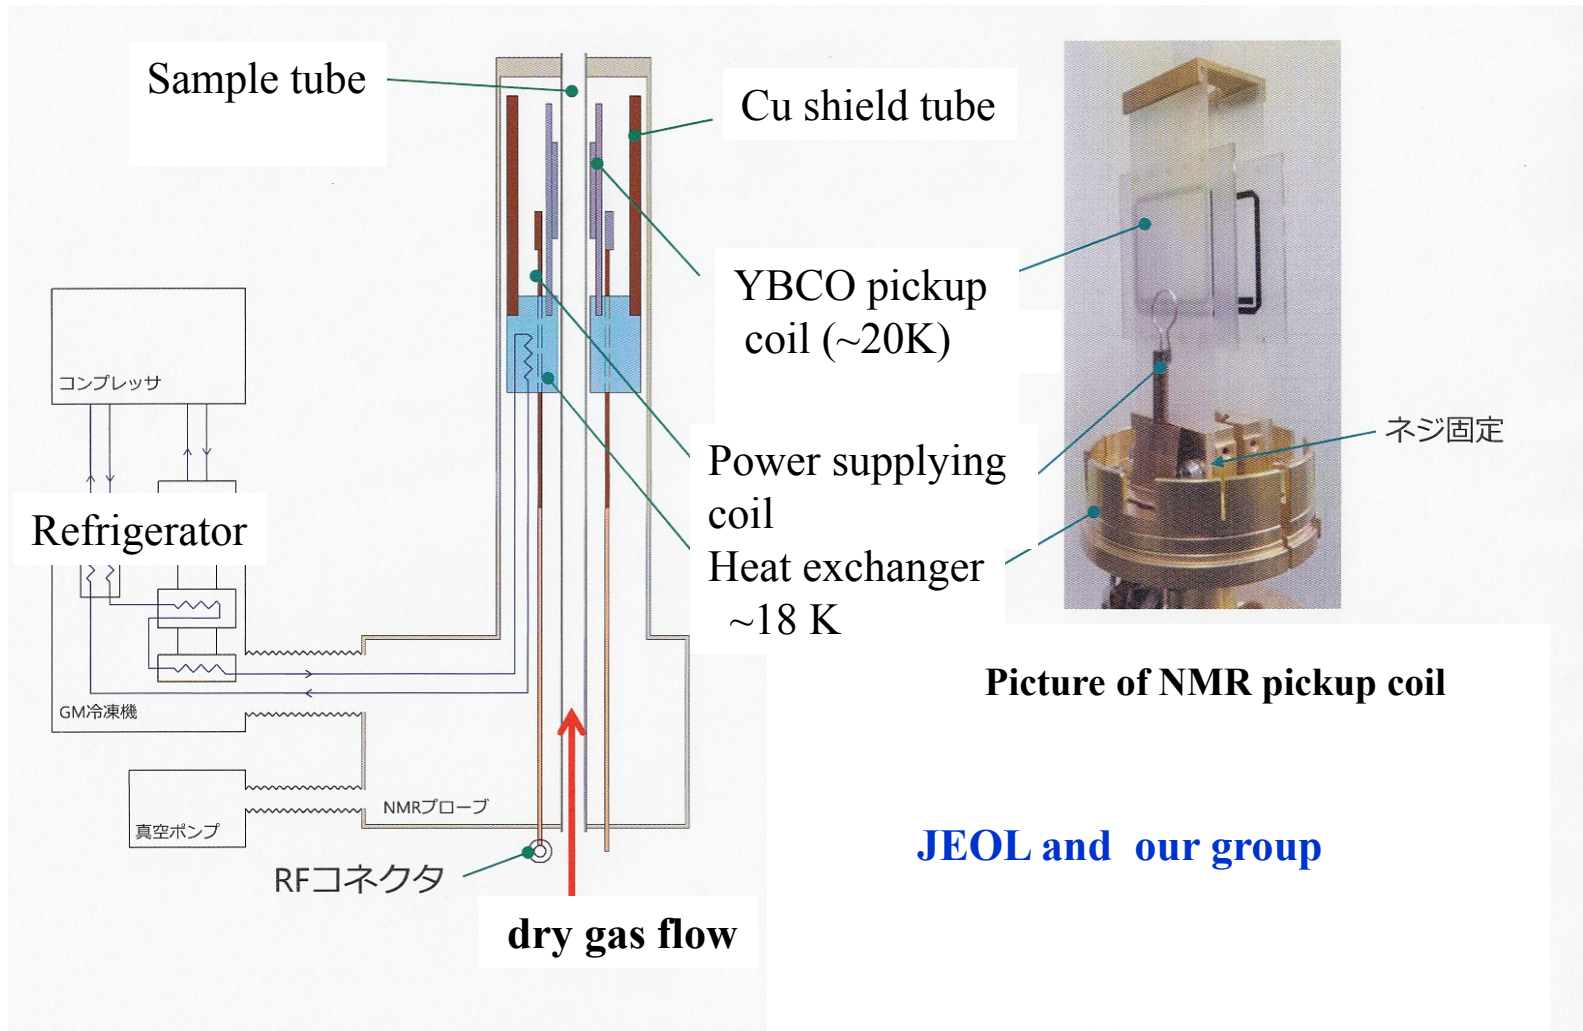 Sample tube
Cu shield tube
YBCO pickup
coil (~20K)
コンプレッサ
ネジ固定
Power supplying
coil
Refrigerator
Heat exchanger
~18 K
Picture of NMR pickup coil
GM冷凍機
NMRプローブ
真空ポンプ
JEOL and our group
RFコネクタ
dry gas flow